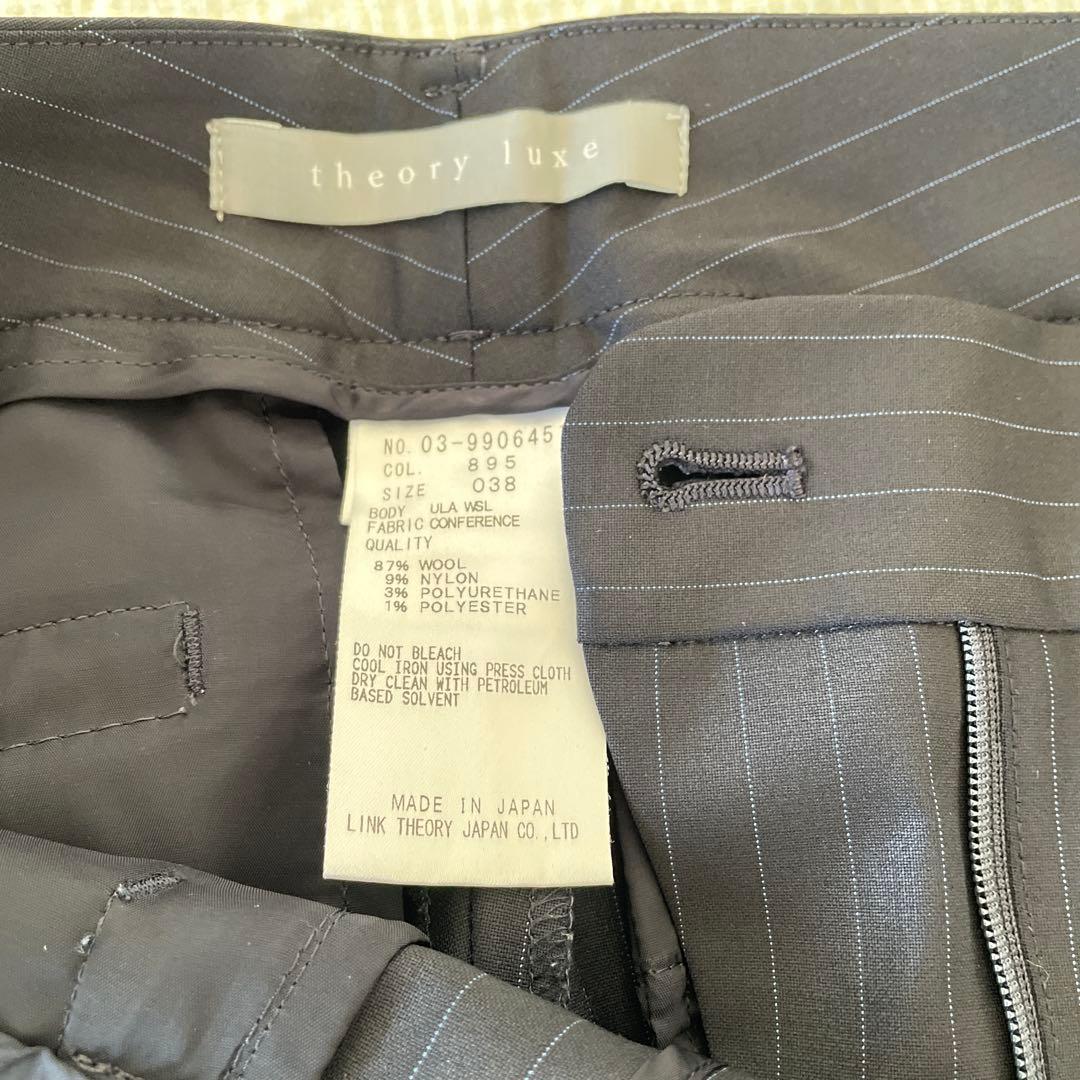 theory luxe
NO. 03-990645
COL. 895
SIZE 038
BODY ULA WSL
FABRIC CONFERENCE
QUALITY
87% WOOL
9% NYLON
3% POLYURETHANE
1% POLYESTER
DO NOT BLEACH
COOL IRON USING PRESS CLOTH
DRY CLEAN WITH PETROLEUM
BASED SOLVENT
MADE IN JAPAN
LINK THEORY JAPAN CO.,LTD